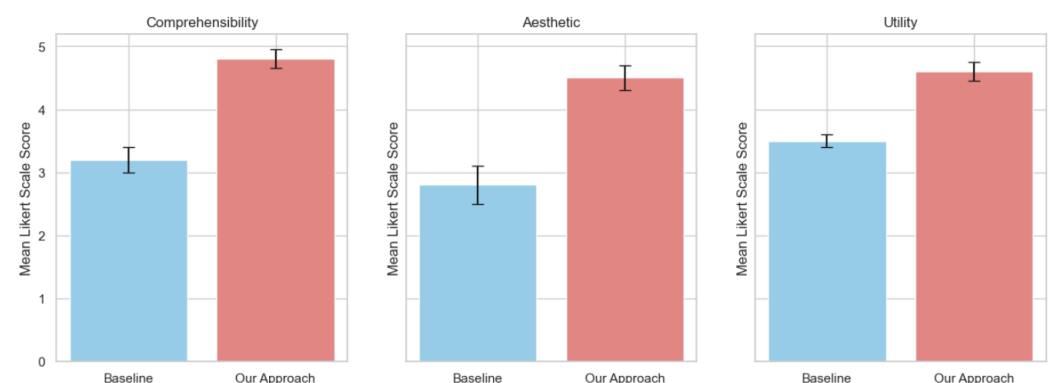 Comprehensibility
Aesthetic
Utility
Mean Likert Scale Score
5
4
3
2
1
0
Mean Likert Scale Score
Mean Likert Scale Score
Baseline
Our Approach
Baseline
Our Approach
Baseline
Our Approach